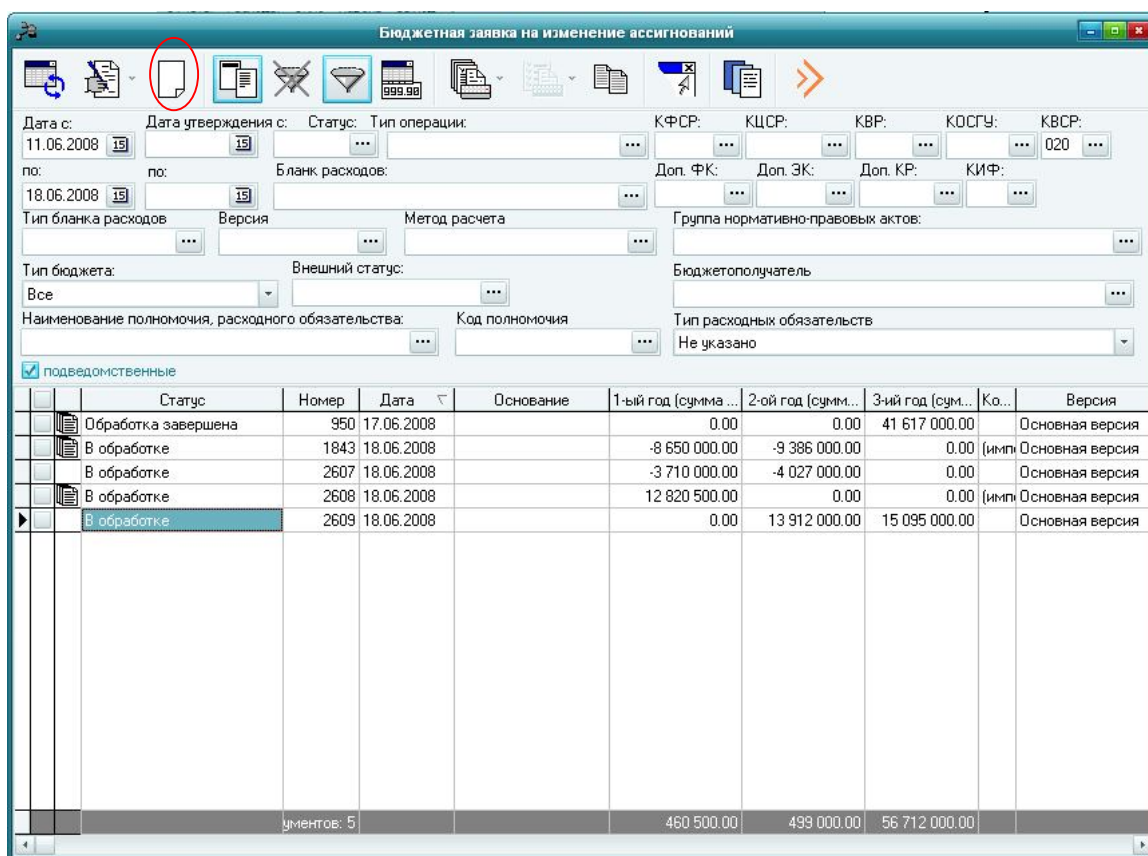 Бюджетная заявка на изменение ассигнований
999.98
Дата с: Дата утверждения с: Статус: Тип операции: КФСР: КЦСР: КВР: КОСГУ: КВСР:
11.06.2008 15 15 ... ... ... ... ... ... 020 ...
по: по: Бланк расходов: Доп. ФК: Доп. ЭК: Доп. КР: КИФ:
18.06.2008 15 15 ... ... ... ... ...
Тип бланка расходов Версия Метод расчета Группа нормативно-правовых актов:
... ... ... ...
Тип бюджета: Внешний статус: Бюджетополучатель
Все ... ...
Наименование полномочия, расходного обязательства: Код полномочия Тип расходных обязательств
... ... Не указано
подведомственные
Статус Номер Дата Основание 1-ый год (сумма ... 2-ой год (сумм... 3-ий год (сум... Ко... Версия
Обработка завершена 950 17.06.2008 0.00 0.00 41 617 000.00 Основная версия
В обработке 1843 18.06.2008 -8 650 000.00 -9 386 000.00 0.00 (имп Основная версия
В обработке 2607 18.06.2008 -3 710 000.00 -4 027 000.00 0.00 Основная версия
В обработке 2608 18.06.2008 12 820 500.00 0.00 0.00 (имп Основная версия
В обработке 2609 18.06.2008 0.00 13 912 000.00 15 095 000.00 Основная версия
ументов: 5 460 500.00 499 000.00 56 712 000.00